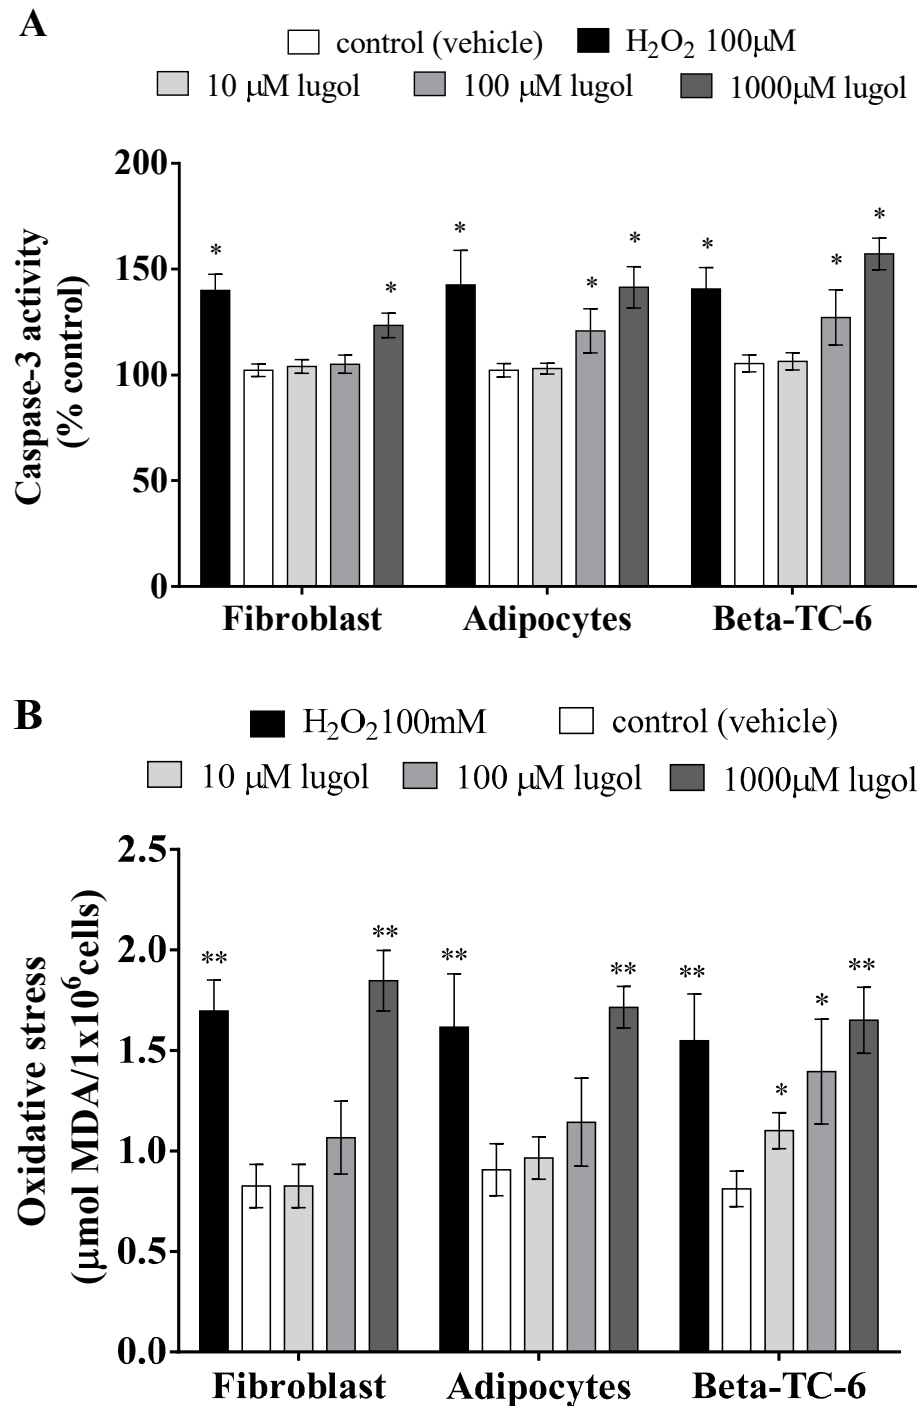 A
control (vehicle) H₂O₂ 100μM
10 μM lugol 100 μM lugol 1000μM lugol
Caspase-3 activity
(% control)
200
150
100
50
0
* * * * * * * *
Fibroblast Adipocytes Beta-TC-6
B
H₂O₂100mM control (vehicle)
10 μM lugol 100 μM lugol 1000μM lugol
Oxidative stress
(μmol MDA/1x10⁶cells)
2.5
2.0
1.5
1.0
0.5
0.0
** ** ** ** ** * * **
Fibroblast Adipocytes Beta-TC-6